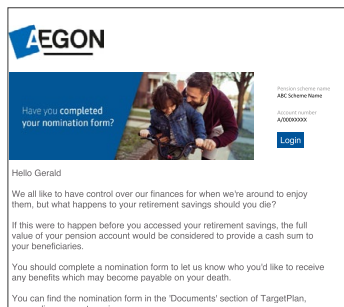 AEGON
Pension scheme name
ABC Scheme Name
Have you completed
your nomination form?
Account number
A/000XXXXX
Login
Hello Gerald
We all like to have control over our finances for when we're around to enjoy
them, but what happens to your retirement savings should you die?
If this were to happen before you accessed your retirement savings, the full
value of your pension account would be considered to provide a cash sum to
your beneficiaries.
You should complete a nomination form to let us know who you'd like to receive
any benefits which may become payable on your death.
You can find the nomination form in the 'Documents' section of TargetPlan,